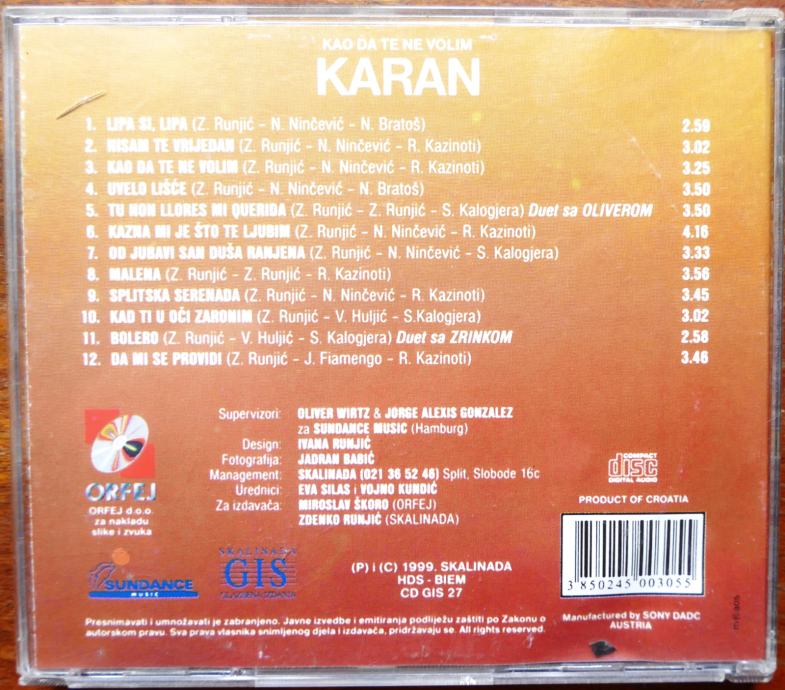 KAO DA TE NE VOLIM
KARAN
1. LIPA SI, LIPA (Z. Runjić - N. Ninčević - N. Bratoš) 2.59
2. NISAM TE VRIJEDAN (Z. Runjić - N. Ninčević - R. Kazinoti) 3.02
3. KAO DA TE NE VOLIM (Z. Runjić - N. Ninčević - R. Kazinoti) 3.25
4. UVELO LIŠĆE (Z. Runjić - N. Ninčević - N. Bratoš) 3.50
5. TU NON LLORES MI QUERIDA (Z. Runjić - Z. Runjić - S. Kalogjera) Duet sa OLIVEROM 3.50
6. KAZNA MI JE ŠTO TE LJUBIM (Z. Runjić - N. Ninčević - R. Kazinoti) 4.16
7. OD JUBAVI SAN DUŠA RANJENA (Z. Runjić - N. Ninčević - S. Kalogjera) 3.33
8. MALENA (Z. Runjić - Z. Runjić - R. Kazinoti) 3.56
9. SPLITSKA SERENADA (Z. Runjić - N. Ninčević - R. Kazinoti) 3.45
10. KAD TI U OČI ZARONIM (Z. Runjić - V. Huljić - S.Kalogjera) 3.02
11. BOLERO (Z. Runjić - V. Huljić - S. Kalogjera) Duet sa ZRINKOM 2.58
12. DA MI SE PROVIDI (Z. Runjić - J. Fiamengo - R. Kazinoti) 3.46
Supervizori: OLIVER WIRTZ & JORGE ALEXIS GONZALEZ
za SUNDANCE MUSIC (Hamburg)
Design: IVANA RUNJIĆ
Fotografija: JADRAN BABIĆ
Management: SKALINADA (021 36 52 46) Split, Slobode 16c
Urednici: EVA SILAS i VOJNO KUNDIĆ
Za izdavača: MIROSLAV ŠKORO (ORFEJ)
ZDENKO RUNJIĆ (SKALINADA)
ORFEJ
ORFEJ d.o.o.
za nakladu
slike i zvuka
COMPACT
disc
DIGITAL AUDIO
PRODUCT OF CROATIA
SUNDANCE
MUSIC
SKALINADA
GIS
GLAZBENA IZDANJA
(P) i (C) 1999. SKALINADA
HDS - BIEM
CD GIS 27
3 850245 003055
Manufactured by SONY DADC
AUSTRIA
Presnimavati i umnožavati je zabranjeno. Javne izvedbe i emitiranja podliježu zaštiti po Zakonu o
autorskom pravu. Sva prava vlasnika snimljenog djela i izdavača, pridržavaju se. All rights reserved.